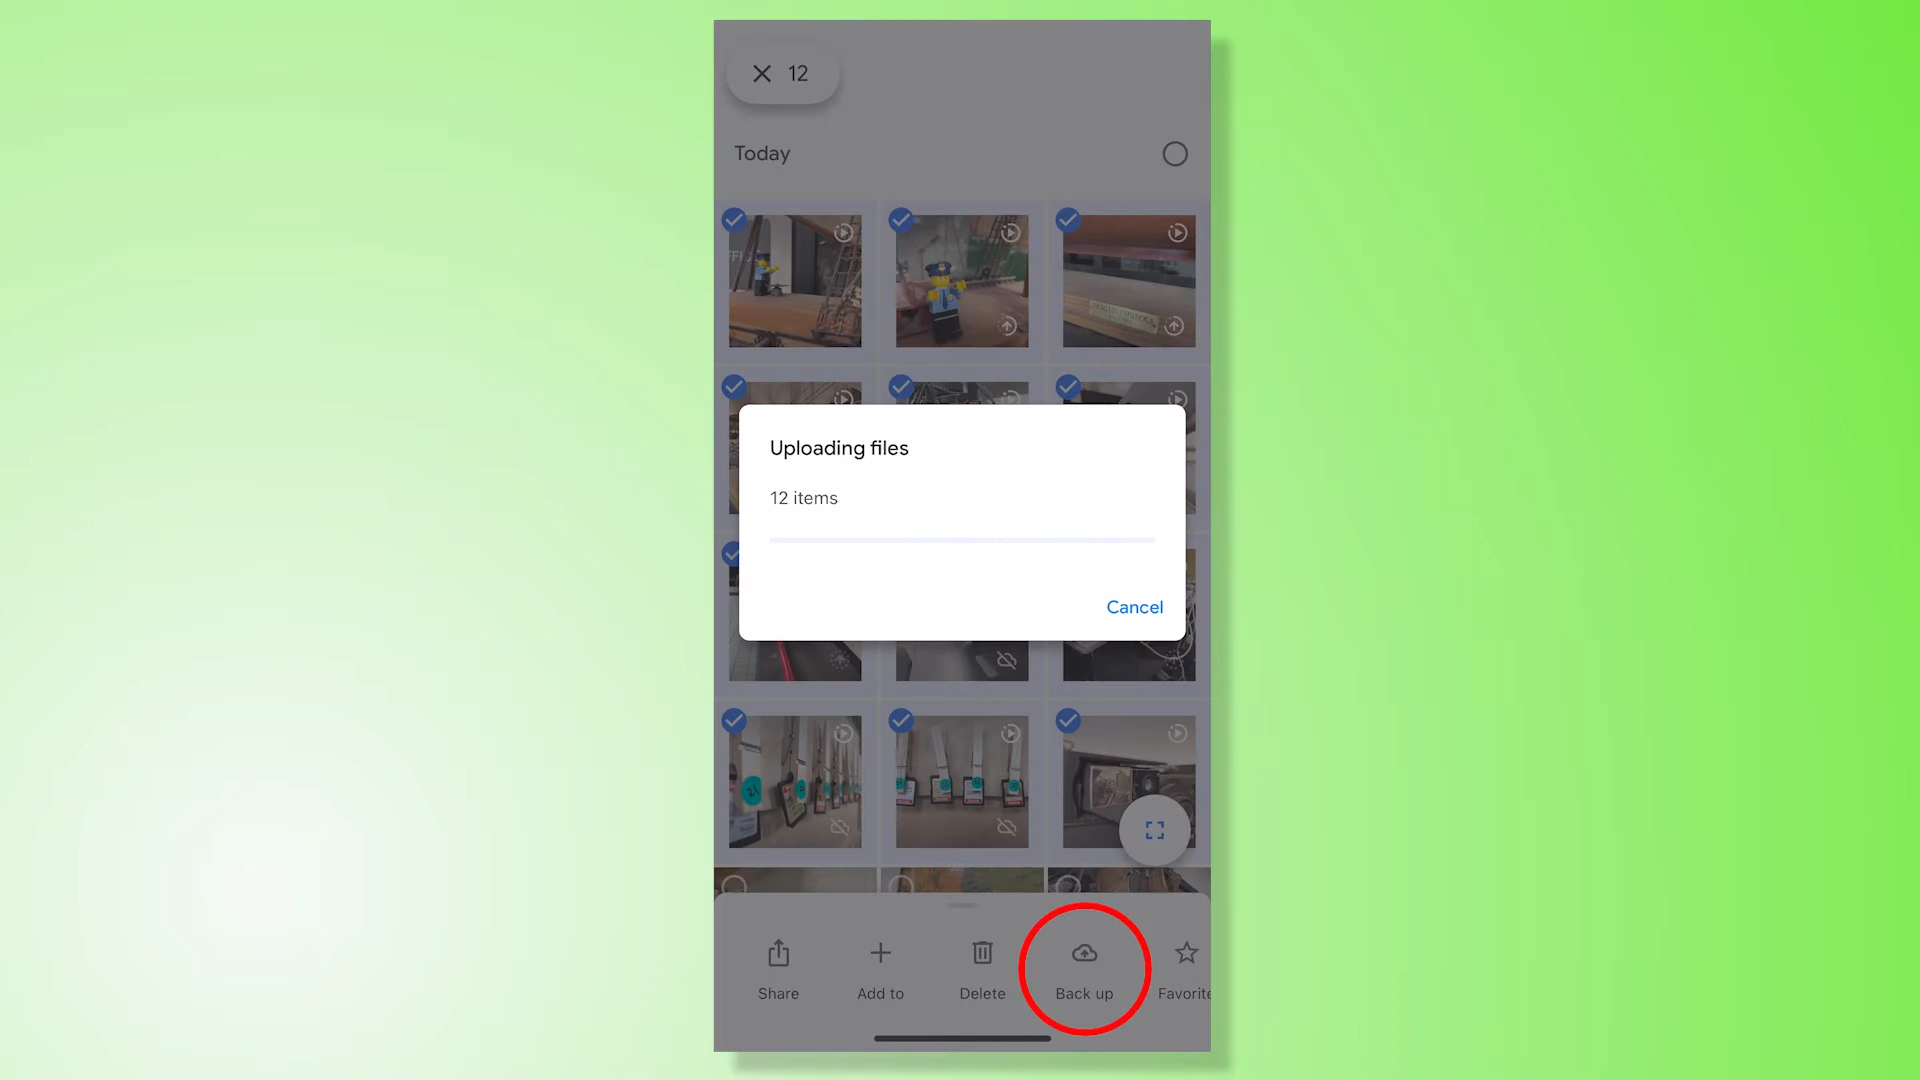 12
Today
Uploading files
12 items
Cancel
Share
Add to
Delete
Back up
Favorite